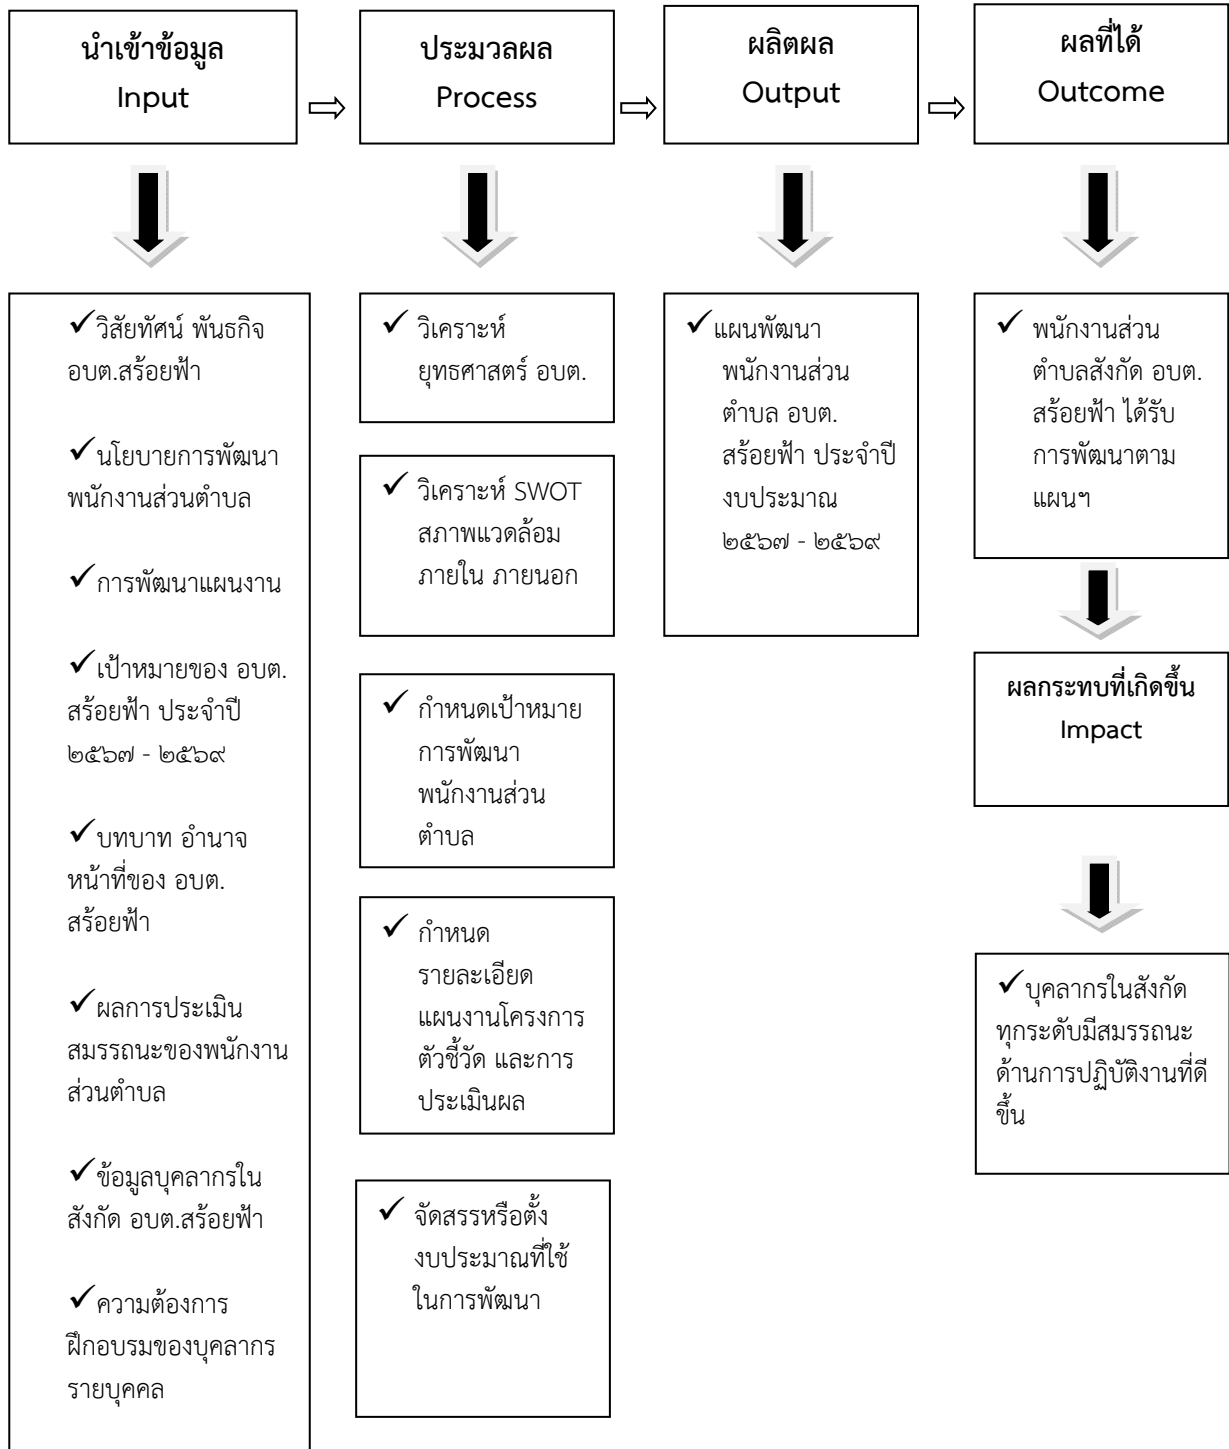 นำเข้าข้อมูล
Input
ประมวลผล
Process
ผลิตผล
Output
ผลที่ได้
Outcome
✓วิสัยทัศน์ พันธกิจ
อบต.สร้อยฟ้า
✓นโยบายการพัฒนา
พนักงานส่วนตำบล
✓การพัฒนาแผนงาน
✓เป้าหมายของ อบต.
สร้อยฟ้า ประจำปี
๒๕๖๗ - ๒๕๖๙
✓บทบาท อำนาจ
หน้าที่ของ อบต.
สร้อยฟ้า
✓ผลการประเมิน
สมรรถนะของพนักงาน
ส่วนตำบล
✓ข้อมูลบุคลากรใน
สังกัด อบต.สร้อยฟ้า
✓ความต้องการ
ฝึกอบรมของบุคลากร
รายบุคคล
✓ วิเคราะห์
ยุทธศาสตร์ อบต.
✓ วิเคราะห์ SWOT
สภาพแวดล้อม
ภายใน ภายนอก
✓ กำหนดเป้าหมาย
การพัฒนา
พนักงานส่วน
ตำบล
✓ กำหนด
รายละเอียด
แผนงานโครงการ
ตัวชี้วัด และการ
ประเมินผล
✓ จัดสรรหรือตั้ง
งบประมาณที่ใช้
ในการพัฒนา
✓แผนพัฒนา
พนักงานส่วน
ตำบล อบต.
สร้อยฟ้า ประจำปี
งบประมาณ
๒๕๖๗ - ๒๕๖๙
✓ พนักงานส่วน
ตำบลสังกัด อบต.
สร้อยฟ้า ได้รับ
การพัฒนาตาม
แผนฯ
ผลกระทบที่เกิดขึ้น
Impact
✓บุคลากรในสังกัด
ทุกระดับมีสมรรถนะ
ด้านการปฏิบัติงานที่ดี
ขึ้น